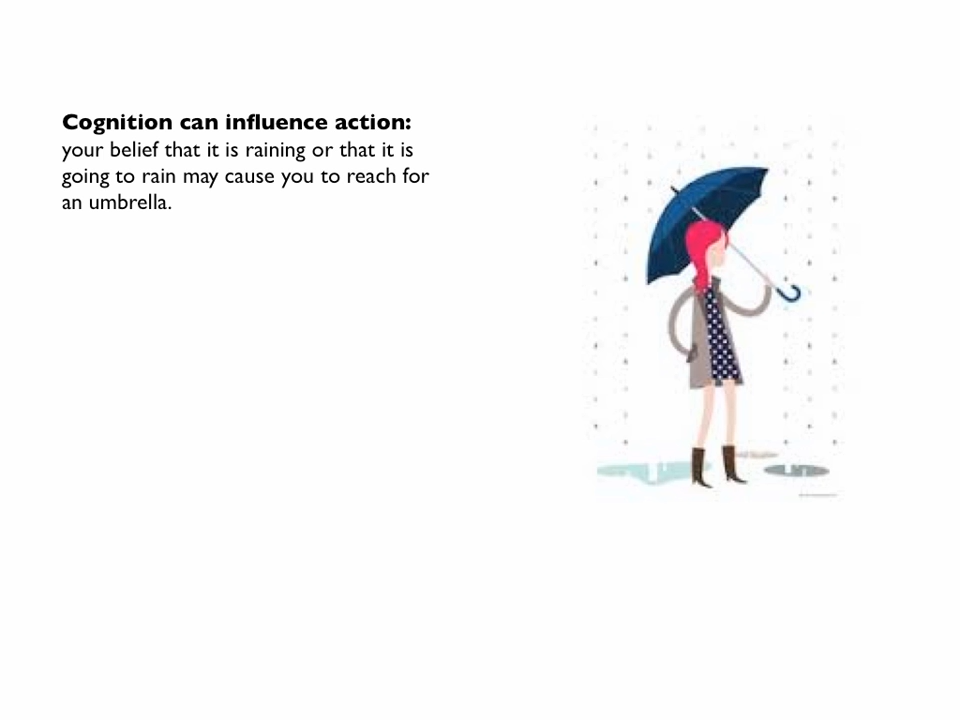 Cognition can influence action:
your belief that it is raining or that it is
going to rain may cause you to reach for
an umbrella.